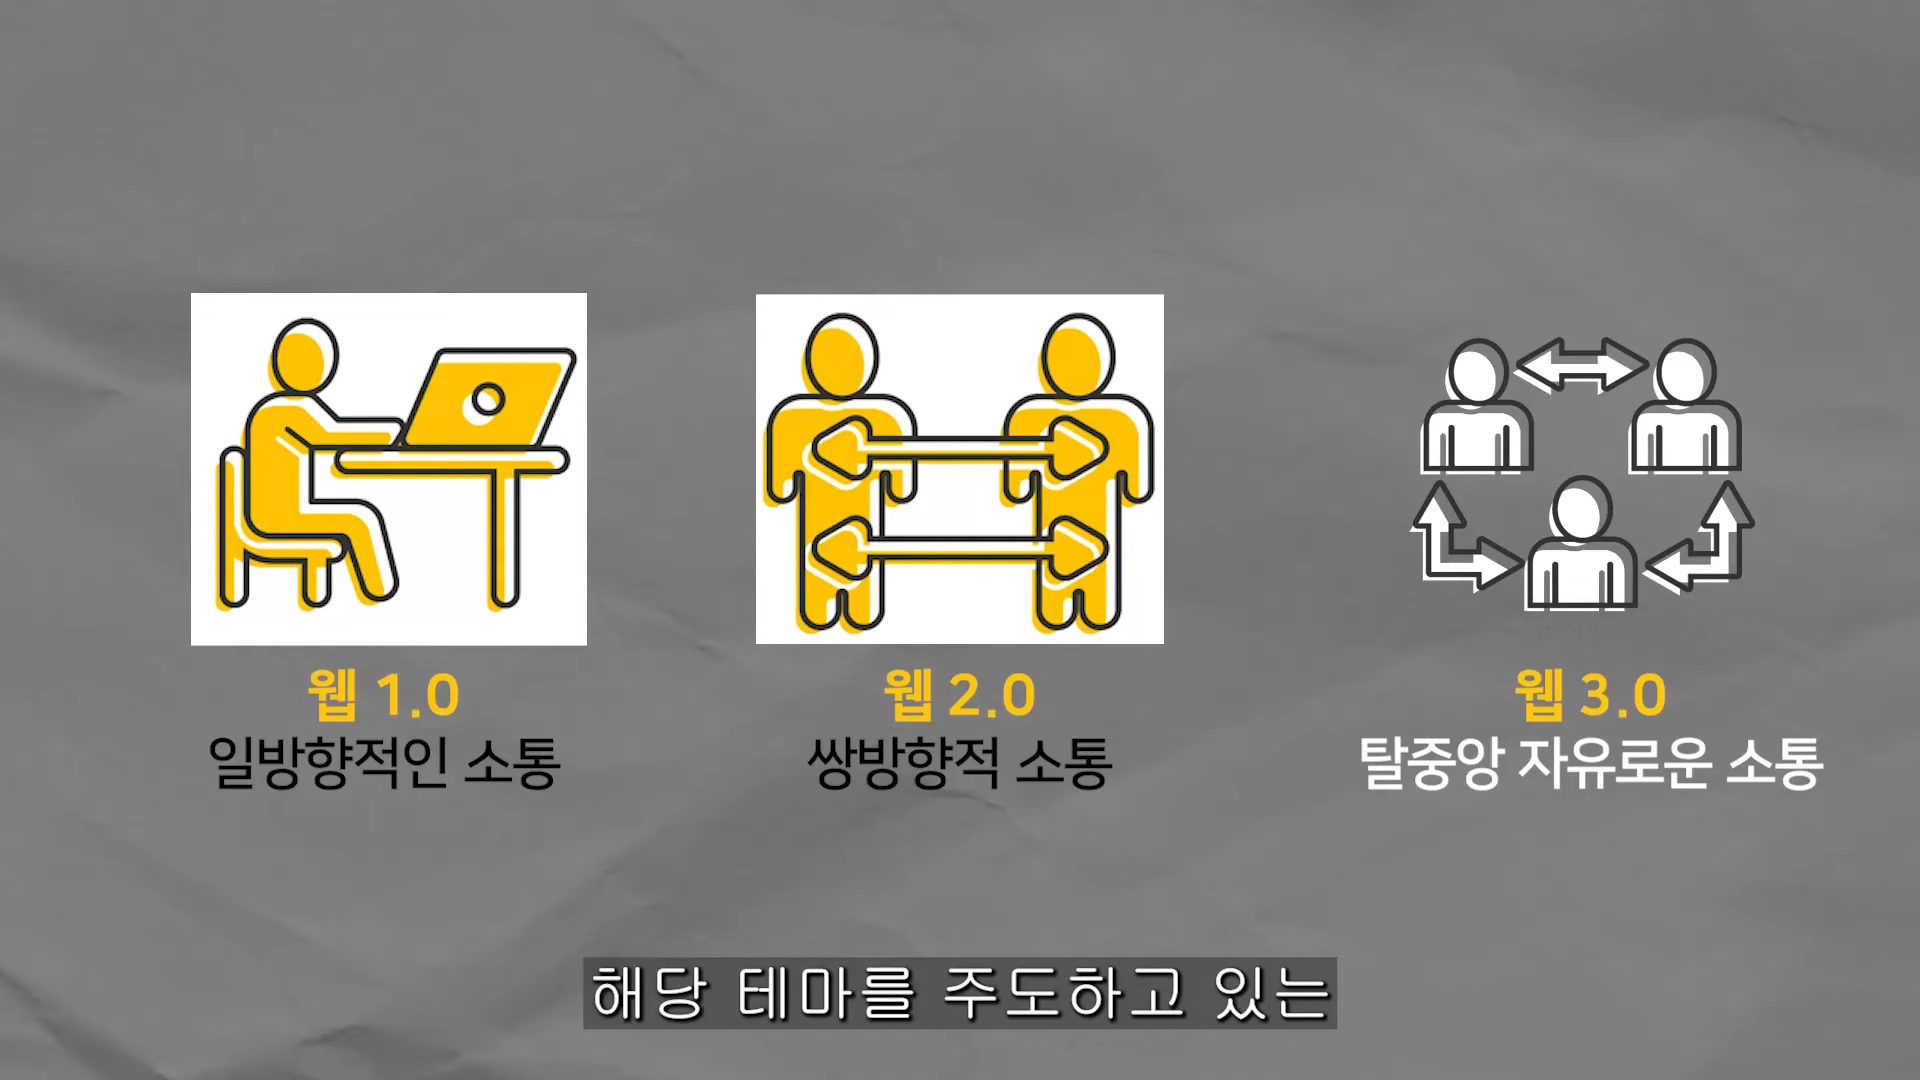 웹 1.0
일방향적인 소통
웹 2.0
쌍방향적 소통
웹 3.0
탈중앙 자유로운 소통
해당 테마를 주도하고 있는